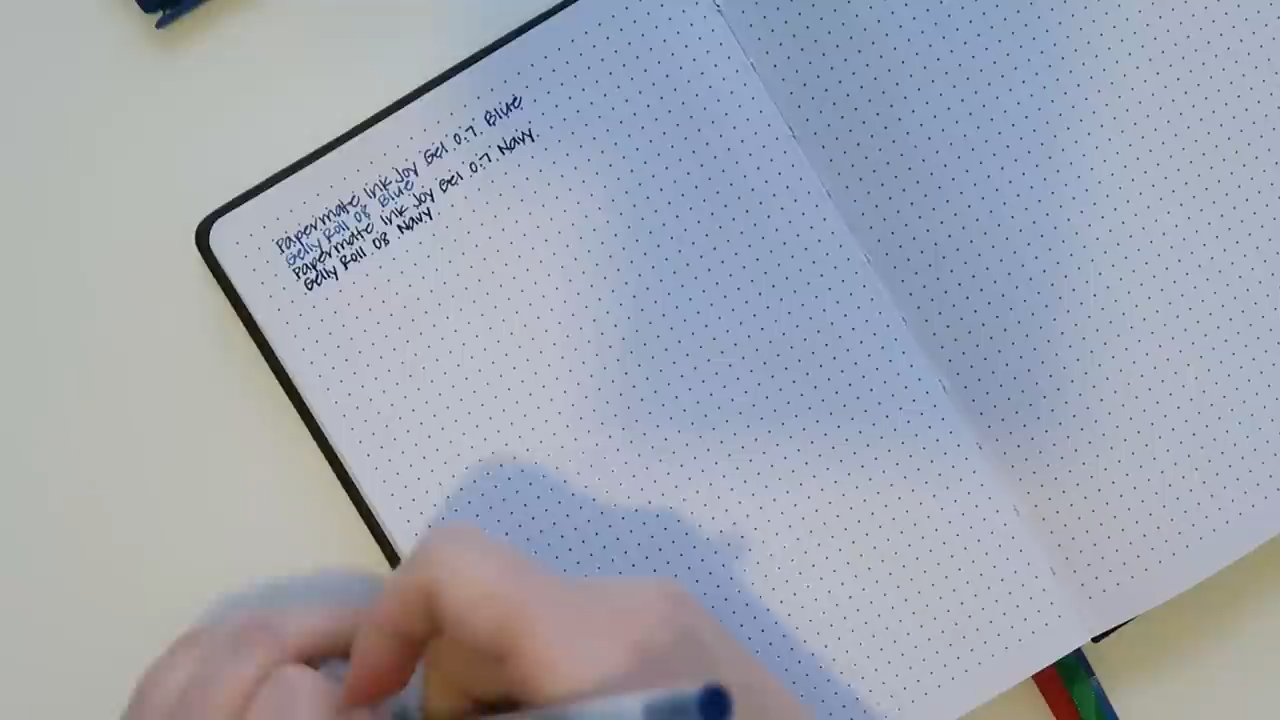 Papermate Ink Joy Gel 0.7 Blue
Gelly Roll 08 Blue
Papermate Ink Joy Gel 0.7 Navy
Gelly Roll 08 Navy